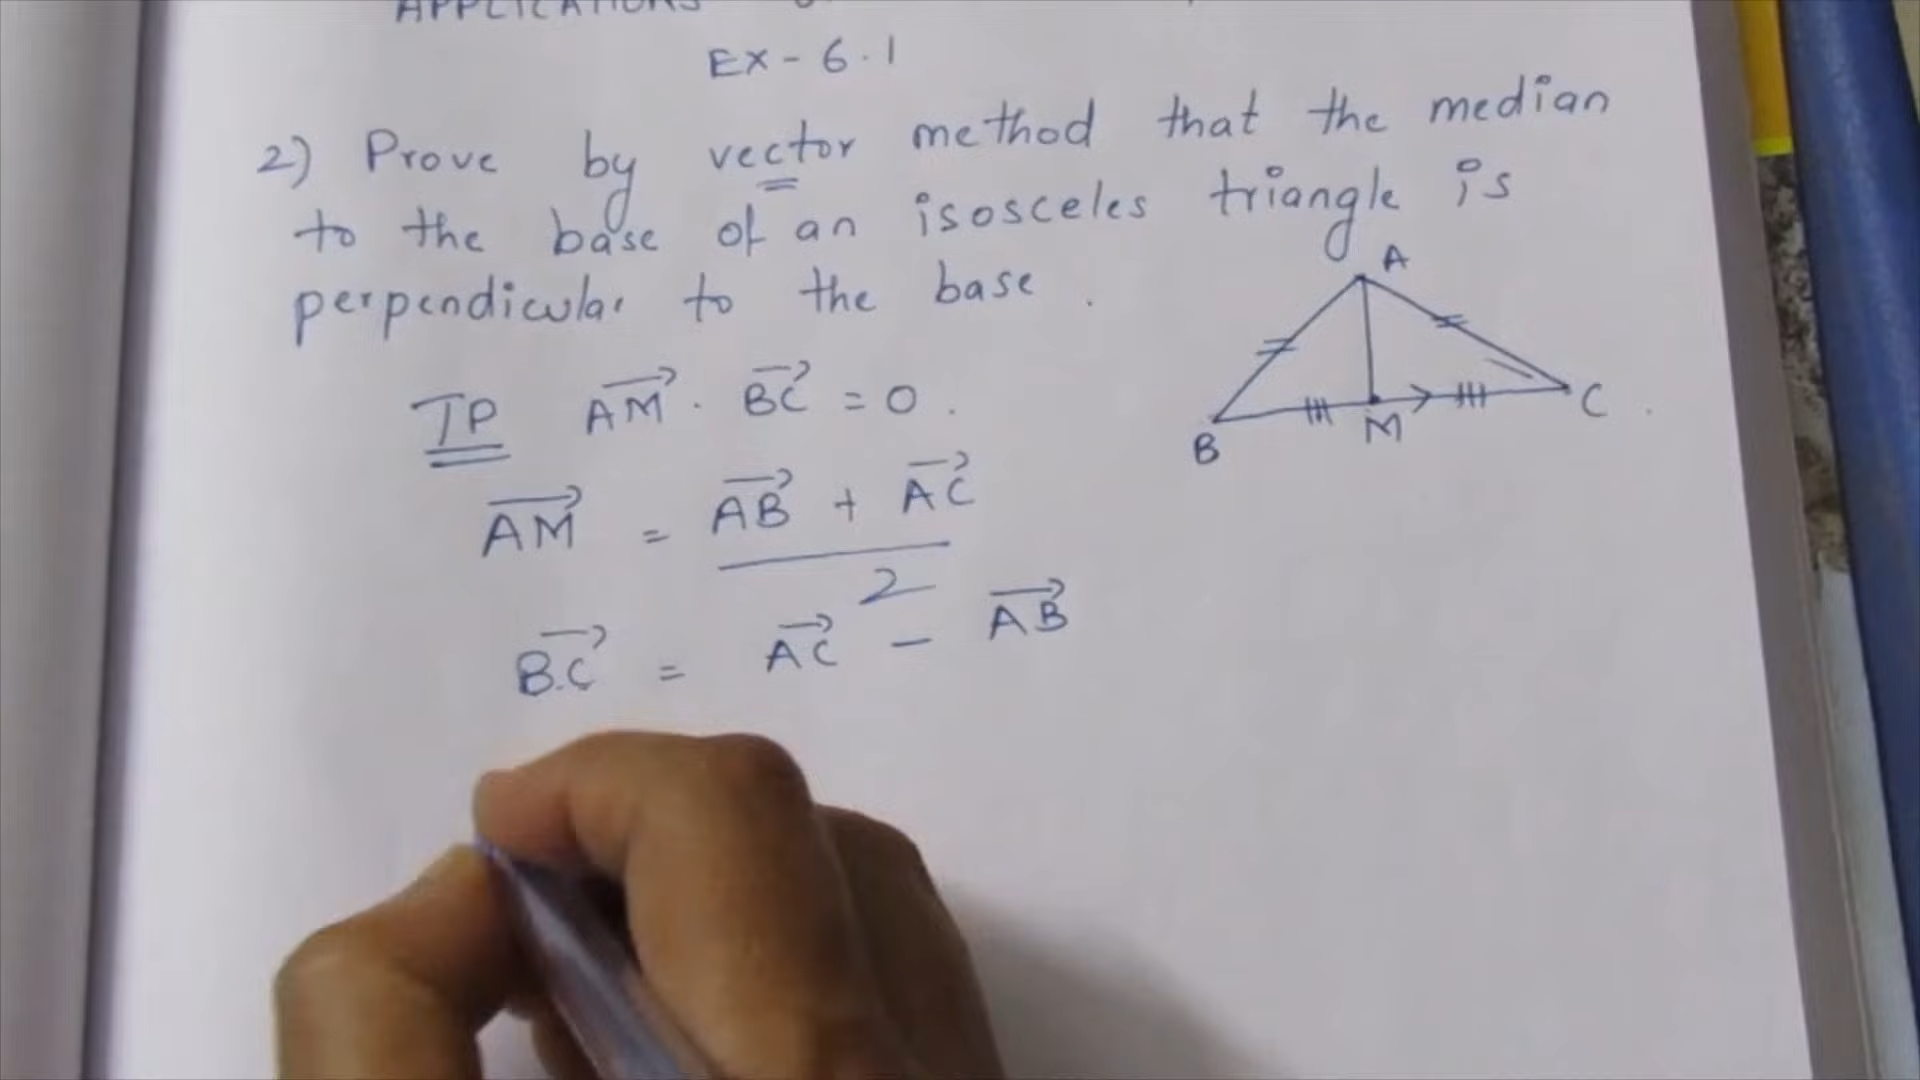 APPLICATIONS
EX - 6.1
2) Prove by vector method that the median
to the base of an isosceles triangle is
perpendicular to the base.
A
B
M
C
TP AM⃗ · BC⃗ = 0.
AM⃗ = AB⃗ + AC⃗
2
BC⃗ = AC⃗ - AB⃗